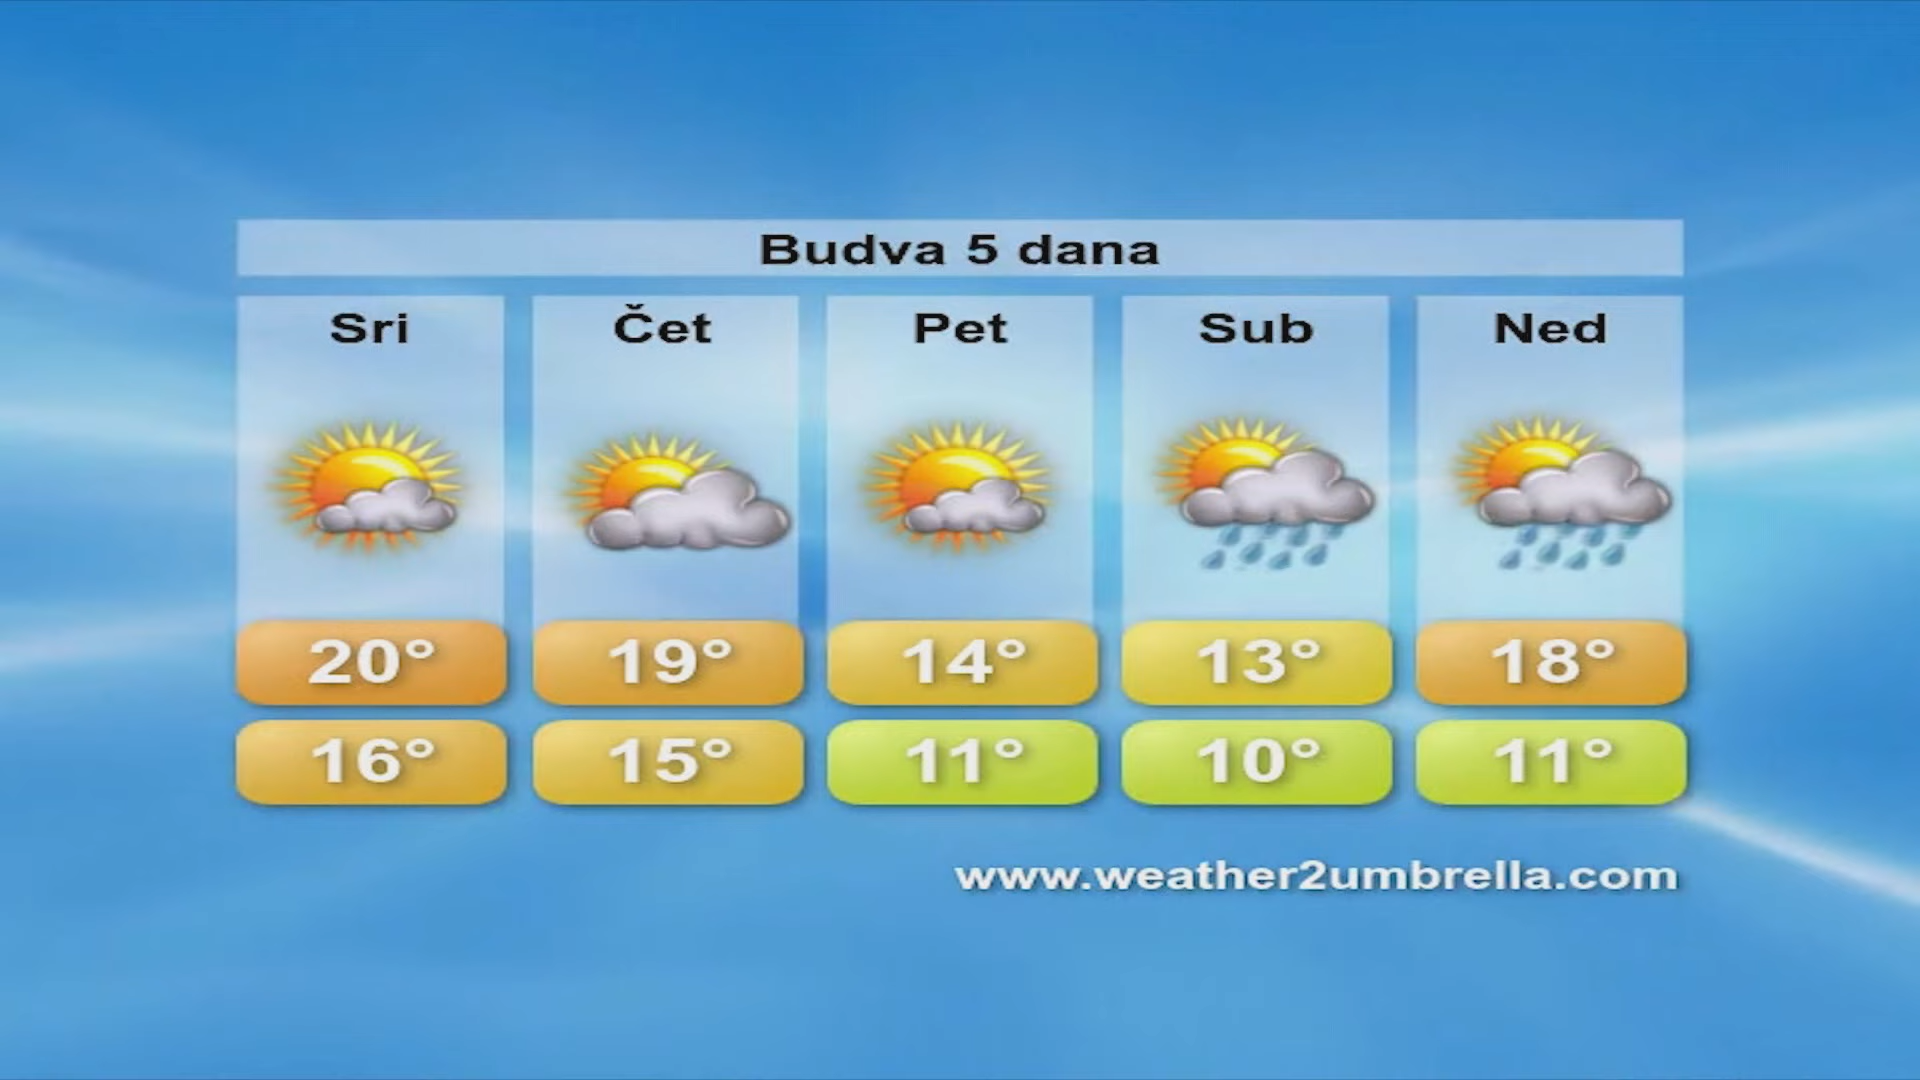 Budva 5 dana
Sri Čet Pet Sub Ned
20° 19° 14° 13° 18°
16° 15° 11° 10° 11°
www.weather2umbrella.com